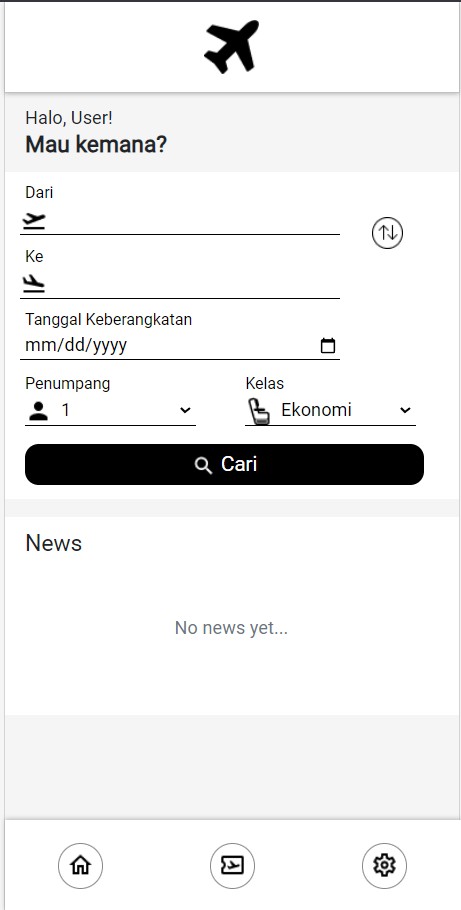 Halo, User!
Mau kemana?
Dari
Ke
Tanggal Keberangkatan
mm/dd/yyyy
Penumpang Kelas
1 Ekonomi
Cari
News
No news yet...